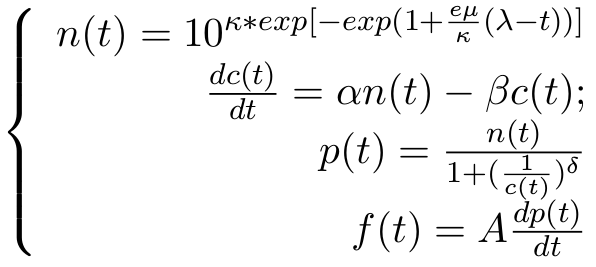 n(t) = 10^{κ∗exp[−exp(1+\frac{eμ}{κ}(λ−t))]}
\frac{dc(t)}{dt} = αn(t) − βc(t);
p(t) = \frac{n(t)}{1+(\frac{1}{c(t)})^δ}
f(t) = A\frac{dp(t)}{dt}